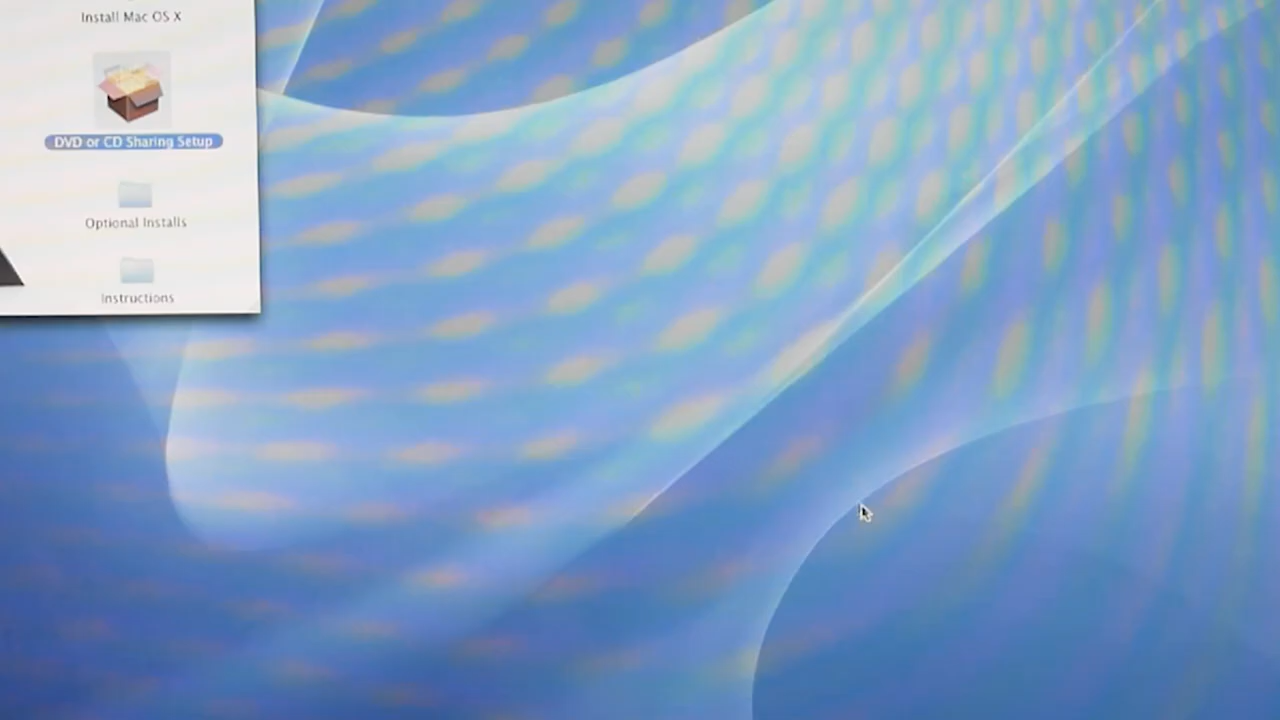 Install Mac OS X
DVD or CD Sharing Setup
Optional Installs
Instructions